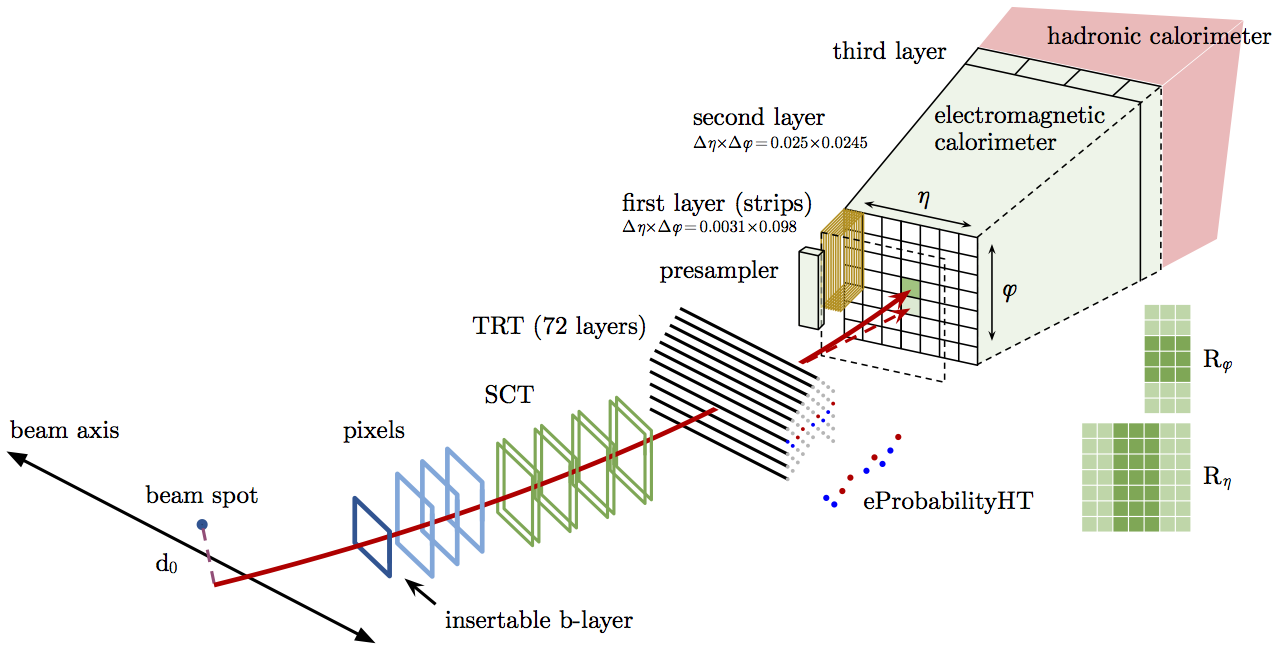 hadronic calorimeter
third layer
electromagnetic
calorimeter
second layer
Δη×Δφ=0.025×0.0245
first layer (strips)
Δη×Δφ=0.0031×0.098
η
presampler
φ
TRT (72 layers)
Rφ
SCT
beam axis
pixels
Rη
beam spot
eProbabilityHT
d₀
insertable b-layer